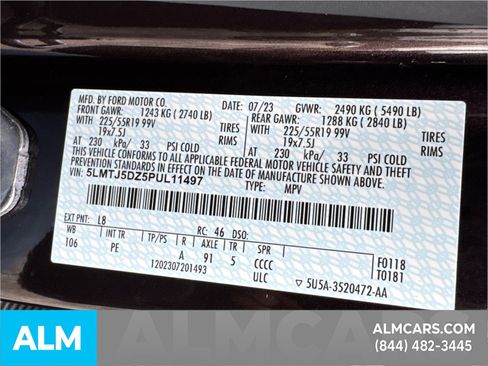 MFD. BY FORD MOTOR CO. DATE: 07/23 GVWR: 2490 KG (5490 LB)
FRONT GAWR: 1243 KG (2740 LB) REAR GAWR: 1288 KG (2840 LB)
WITH 225/55R19 99V TIRES WITH 225/55R19 99V TIRES
19x7.5J RIMS 19x7.5J RIMS
AT 230 kPa/ 33 PSI COLD AT 230 kPa/ 33 PSI COLD
THIS VEHICLE CONFORMS TO ALL APPLICABLE FEDERAL MOTOR VEHICLE SAFETY
AND THEFT PREVENTION STANDARDS IN EFFECT ON THE DATE OF MANUFACTURE SHOWN ABOVE.
VIN: 5LMTJ5DZ5PUL11497 TYPE: MPV
EXT PNT: L8 RC: 46 DSO: F0118
WB INT TR TP/PS R AXLE TR SPR T0181
106 PE A 91 5 CCCC
1202307201493 ULC ▽ 5U5A-3520472-AA
ALM ALMCARS.COM
(844) 482-3445